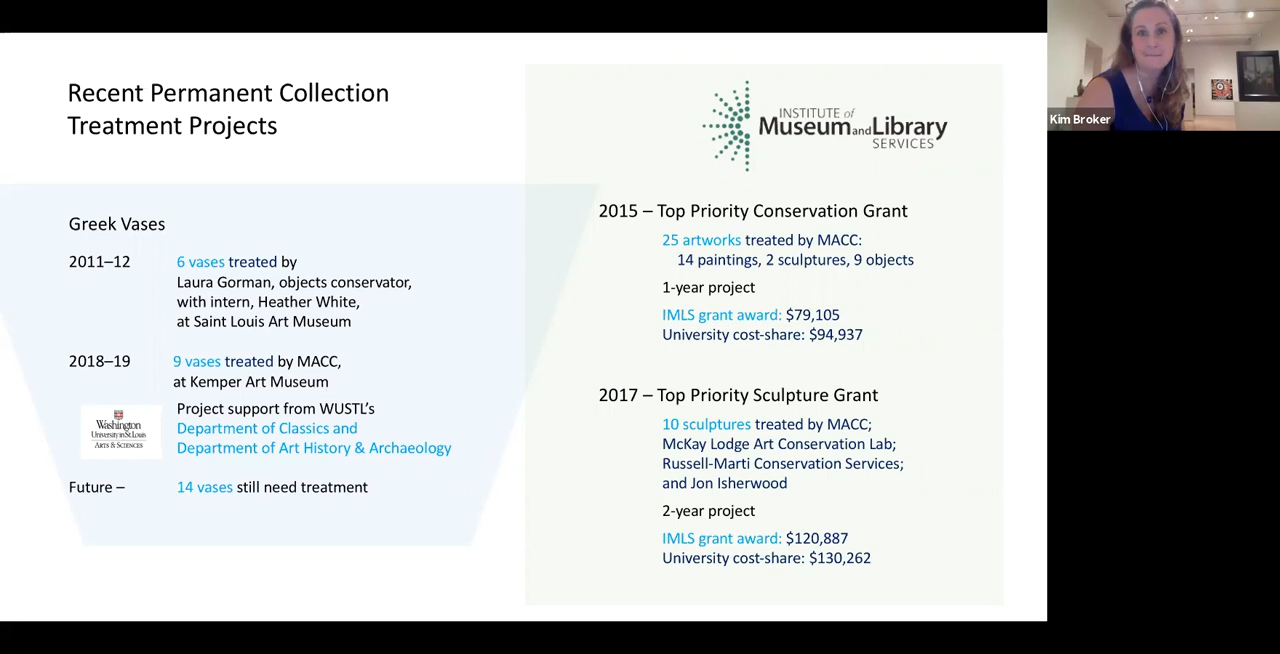 Recent Permanent Collection
Treatment Projects
Greek Vases
2011–12 6 vases treated by
Laura Gorman, objects conservator,
with intern, Heather White,
at Saint Louis Art Museum
2018–19 9 vases treated by MACC,
at Kemper Art Museum
Project support from WUSTL's
Department of Classics and
Department of Art History & Archaeology
Washington
University in St. Louis
ARTS & SCIENCES
Future – 14 vases still need treatment
INSTITUTE of
Museum and Library
SERVICES
2015 – Top Priority Conservation Grant
25 artworks treated by MACC:
14 paintings, 2 sculptures, 9 objects
1-year project
IMLS grant award: $79,105
University cost-share: $94,937
2017 – Top Priority Sculpture Grant
10 sculptures treated by MACC;
McKay Lodge Art Conservation Lab;
Russell-Marti Conservation Services;
and Jon Isherwood
2-year project
IMLS grant award: $120,887
University cost-share: $130,262
Kim Broker